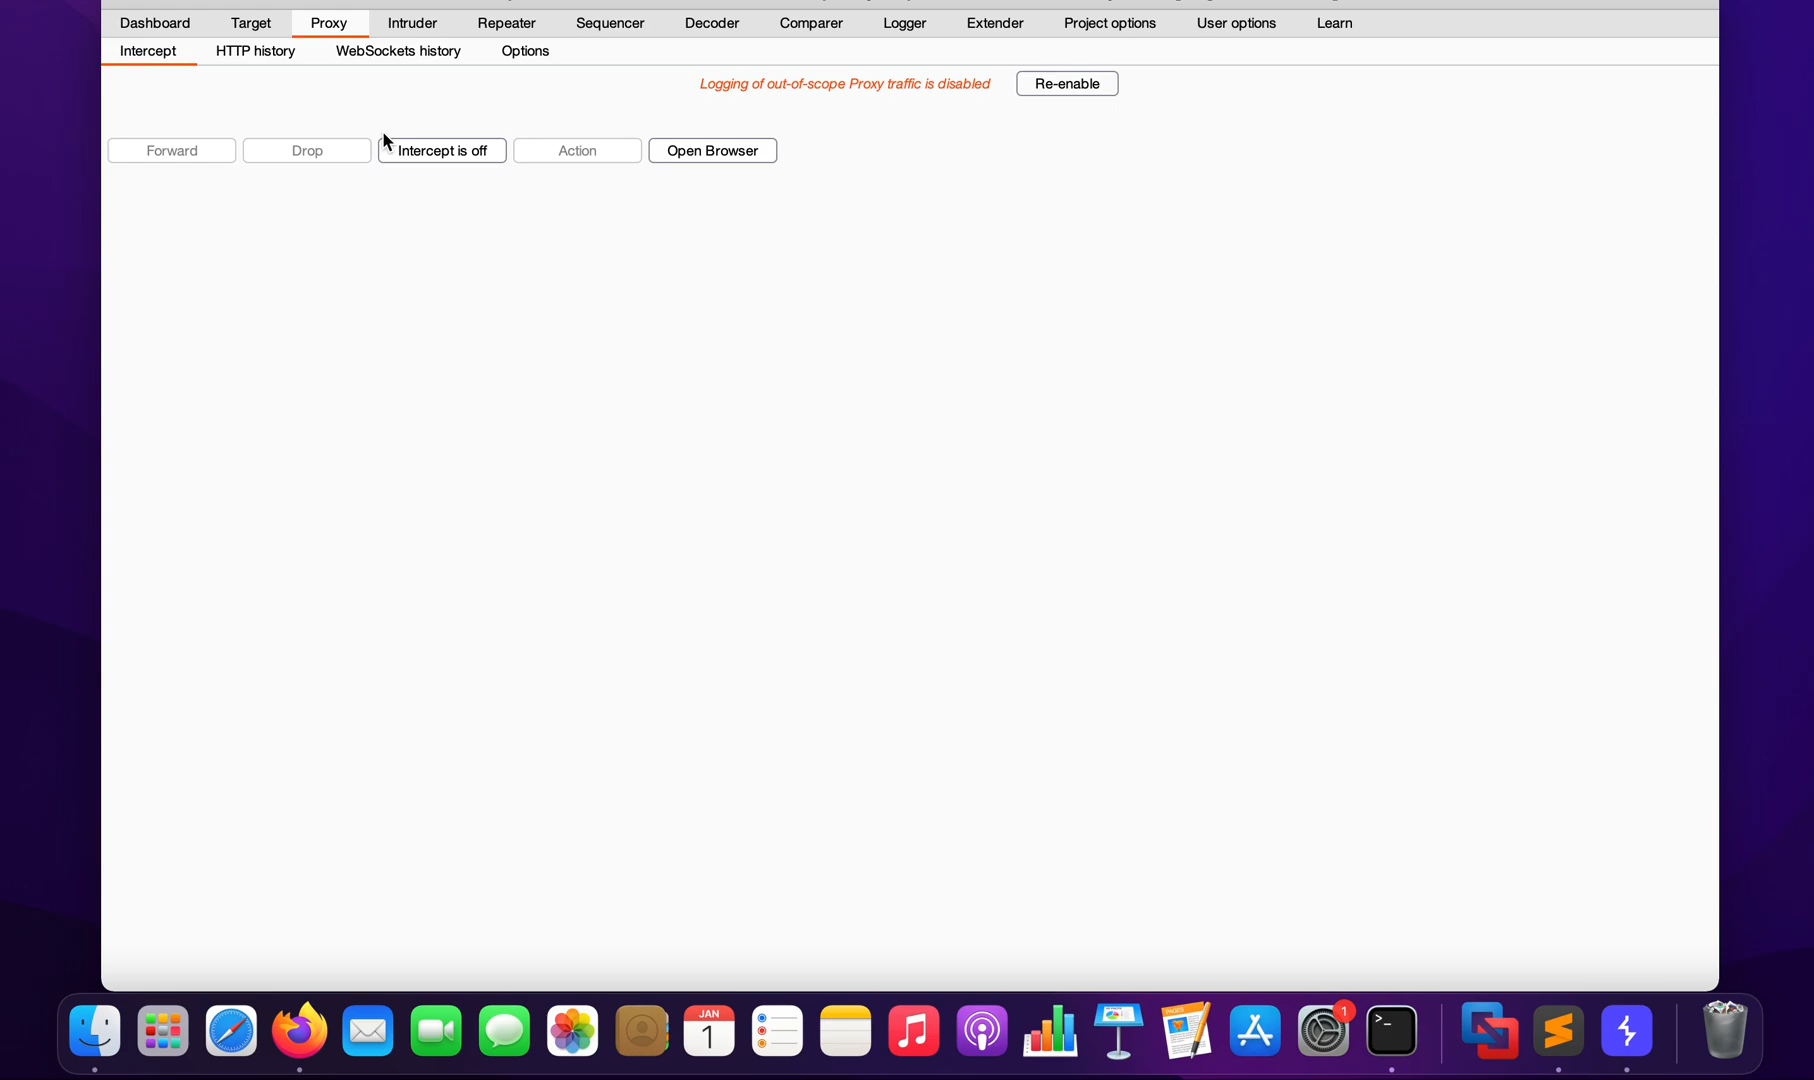 Dashboard Target Proxy Intruder Repeater Sequencer Decoder Comparer Logger Extender Project options User options Learn
Intercept HTTP history WebSockets history Options
Logging of out-of-scope Proxy traffic is disabled Re-enable
Forward Drop Intercept is off Action Open Browser
JAN
1
PAGES
1
>_